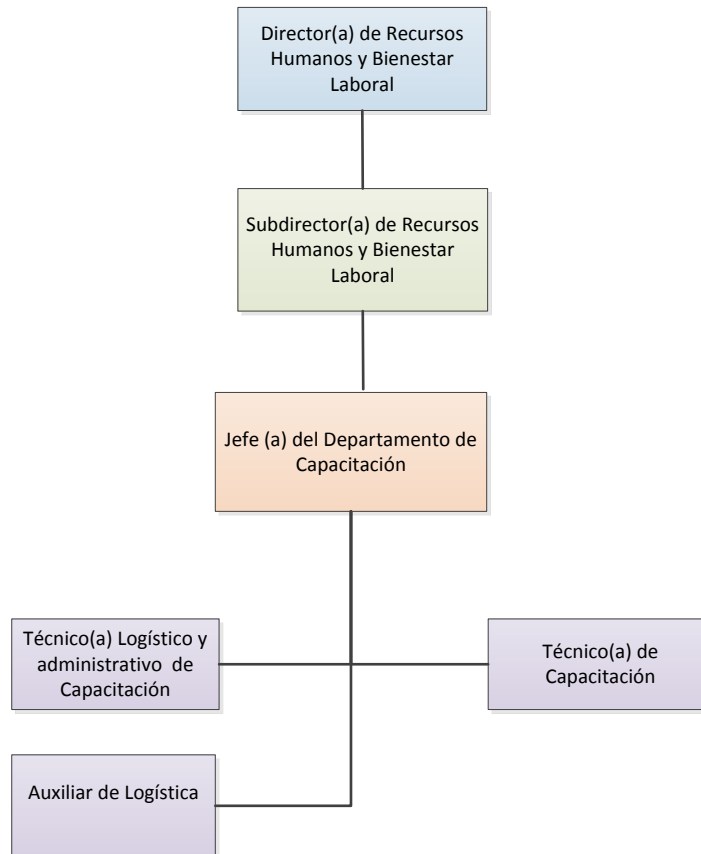 Director(a) de Recursos
Humanos y Bienestar
Laboral
Subdirector(a) de Recursos
Humanos y Bienestar
Laboral
Jefe (a) del Departamento de
Capacitación
Técnico(a) Logístico y
administrativo de
Capacitación
Técnico(a) de
Capacitación
Auxiliar de Logística